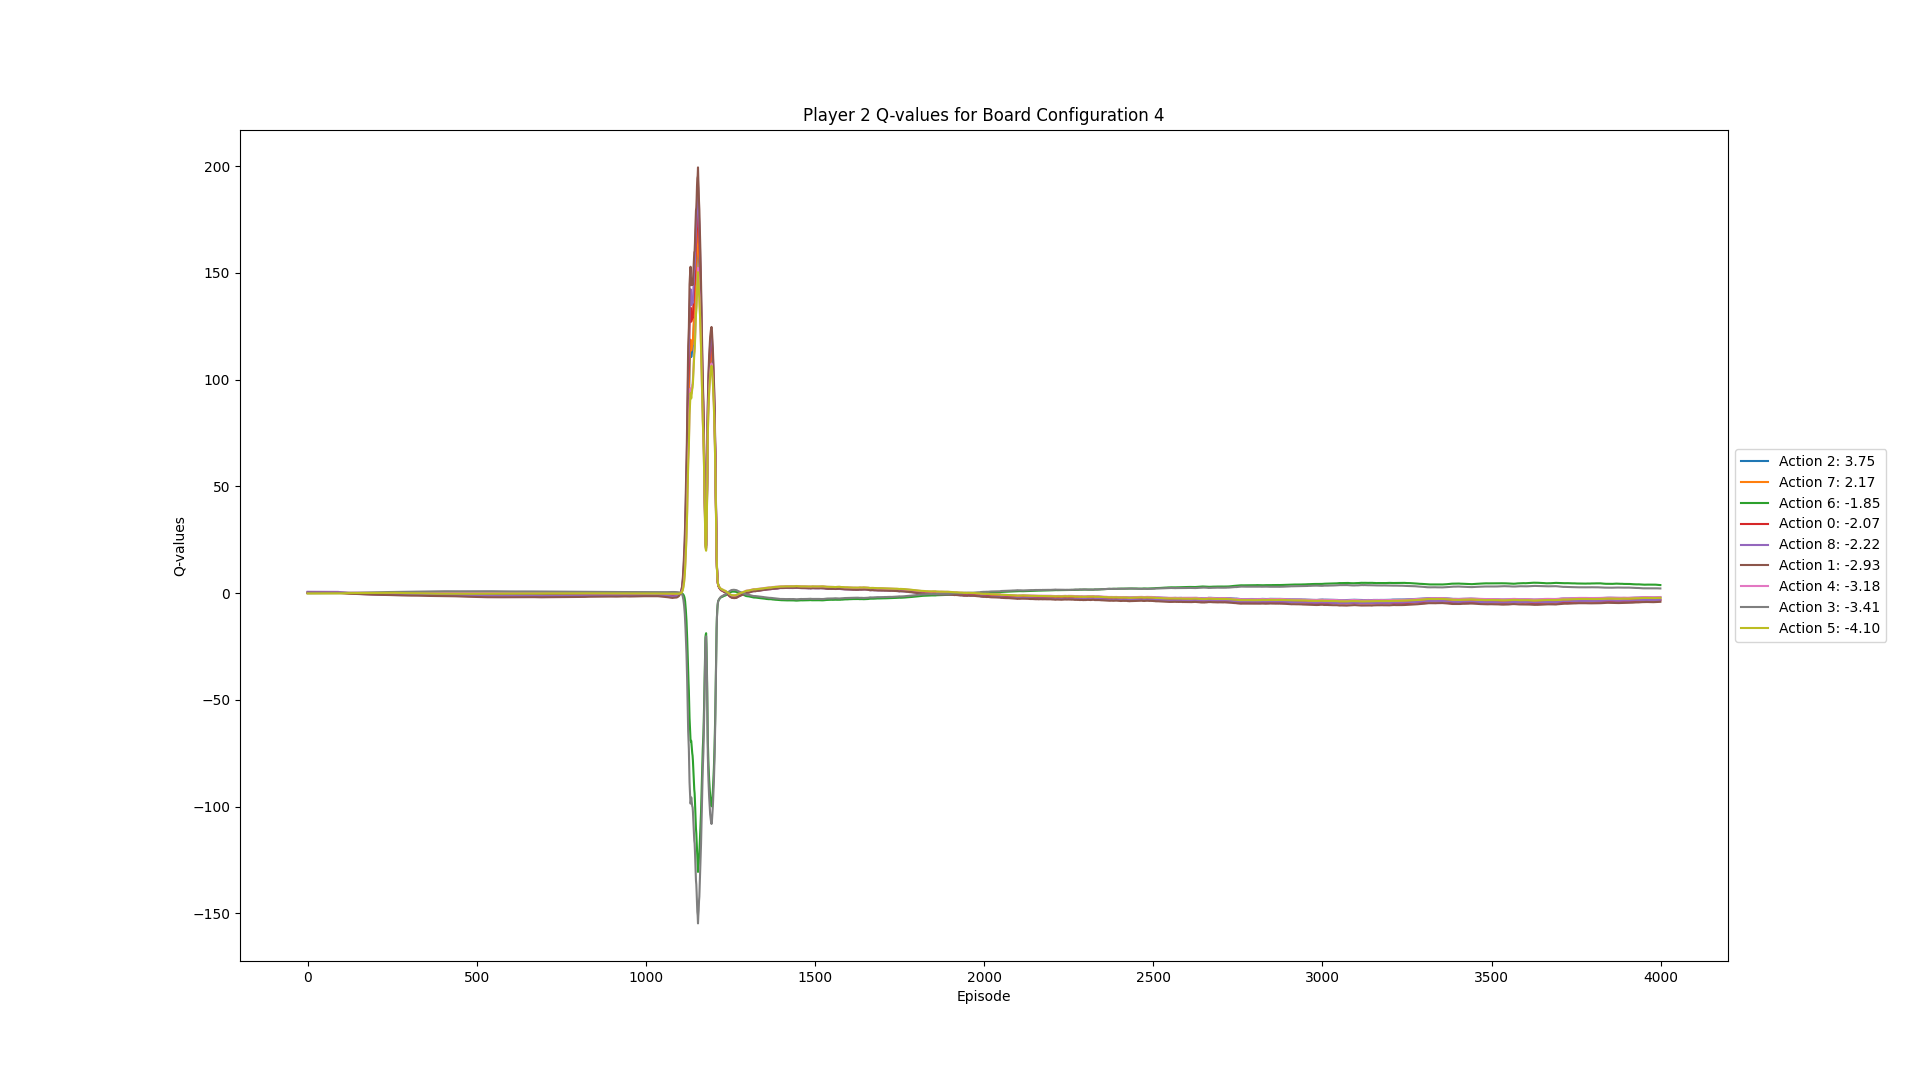 Player 2 Q-values for Board Configuration 4
Q-values
200
150
100
50
0
−50
−100
−150
0 500 1000 1500 2000 2500 3000 3500 4000
Episode
Action 2: 3.75
Action 7: 2.17
Action 6: -1.85
Action 0: -2.07
Action 8: -2.22
Action 1: -2.93
Action 4: -3.18
Action 3: -3.41
Action 5: -4.10